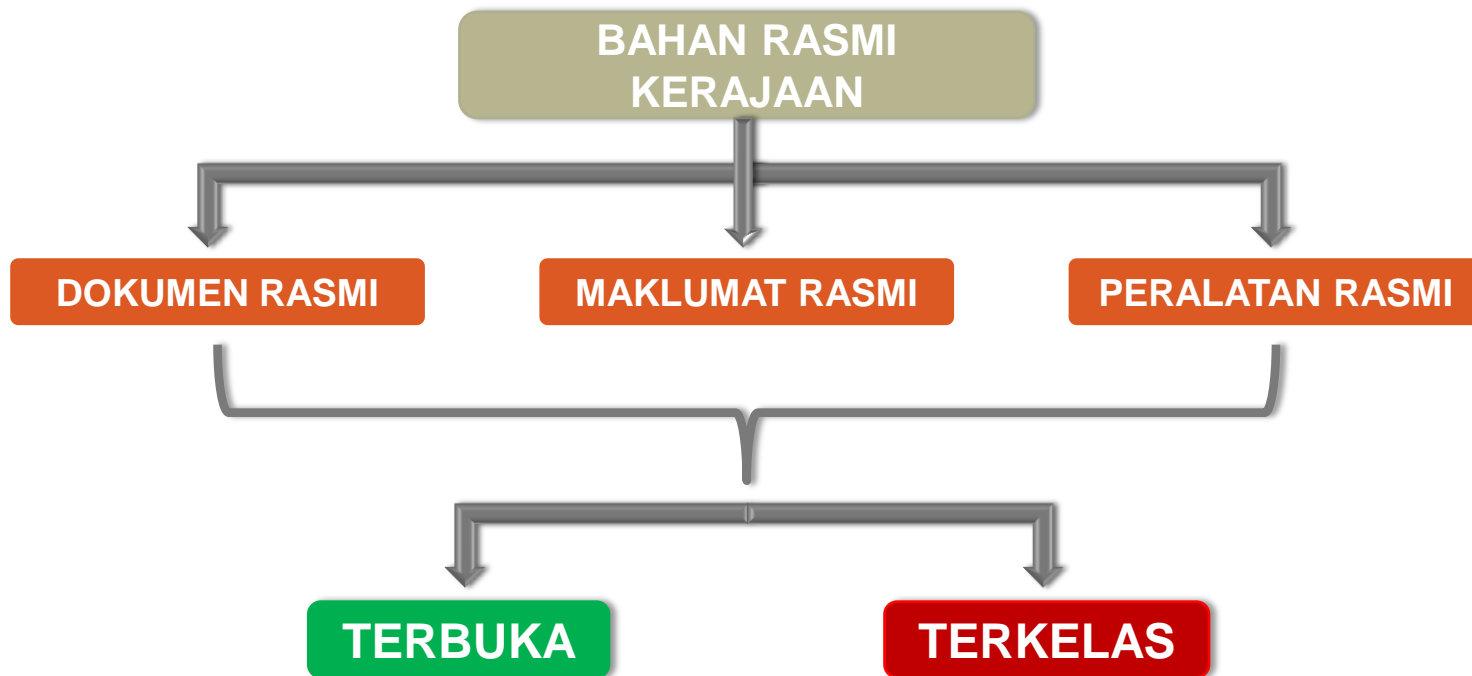 BAHAN RASMI
KERAJAAN
DOKUMEN RASMI
MAKLUMAT RASMI
PERALATAN RASMI
TERBUKA
TERKELAS